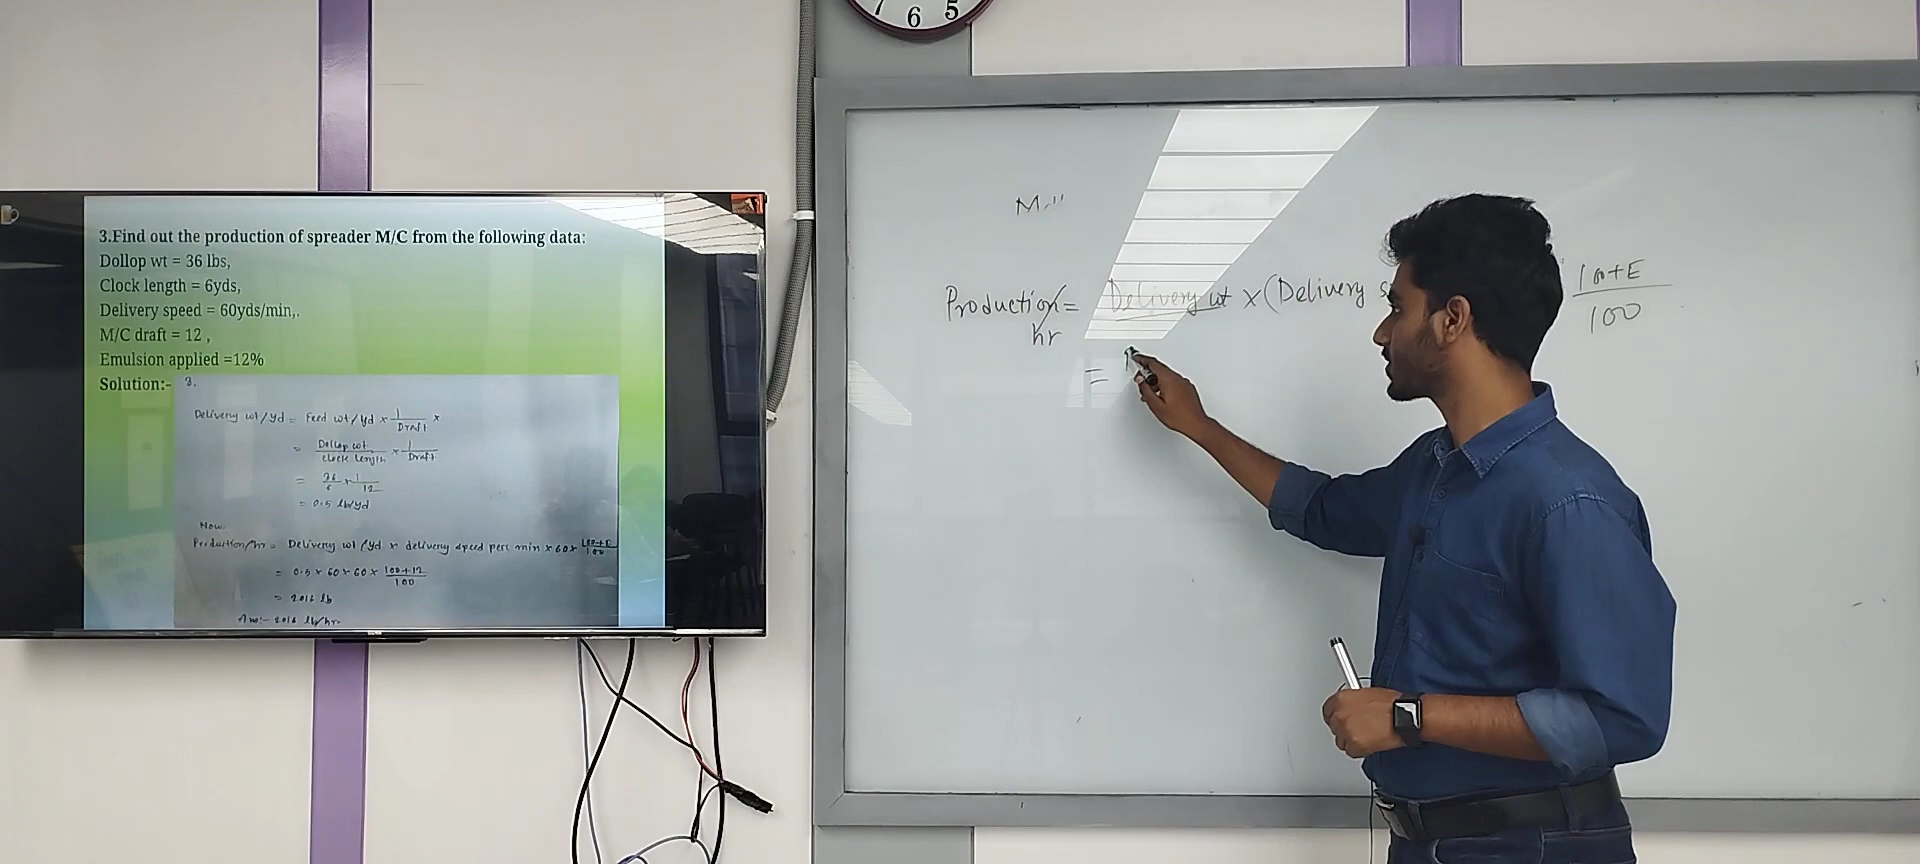 7 6 5
3.Find out the production of spreader M/C from the following data:
Dollop wt = 36 lbs,
Clock length = 6yds,
Delivery speed = 60yds/min,.
M/C draft = 12 ,
Emulsion applied =12%
Solution:-
3.
Delivery wt/yd = Feed wt/yd × 1/Draft ×
= Dollop wt/Clock length × 1/Draft
= 36/6 × 1/12
= 0.5 lb/yd
Now,
Production/hr = Delivery wt/yd × delivery speed per min × 60 × 100+E/100
= 0.5 × 60 × 60 × 100+12/100
= 2016 lb
Ans:- 2016 lb/hr
Production/hr = Delivery wt × (Delivery 100+E/100
=